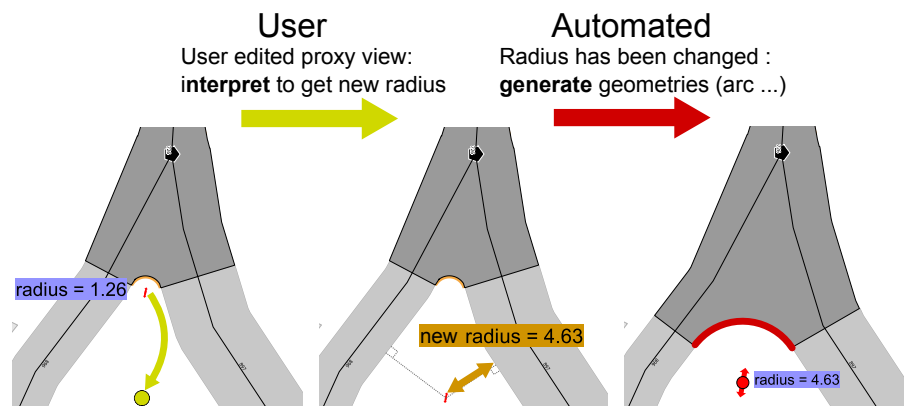 User
User edited proxy view:
interpret to get new radius
Automated
Radius has been changed :
generate geometries (arc ...)
radius = 1.26
i
new radius = 4.63
i
radius = 4.63